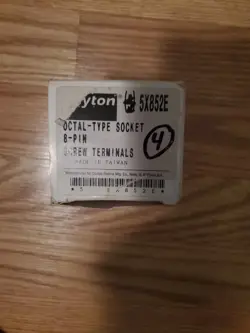 yton 5X852E
OCTAL-TYPE SOCKET
8-PIN
SCREW TERMINALS
MADE IN TAIWAN
4